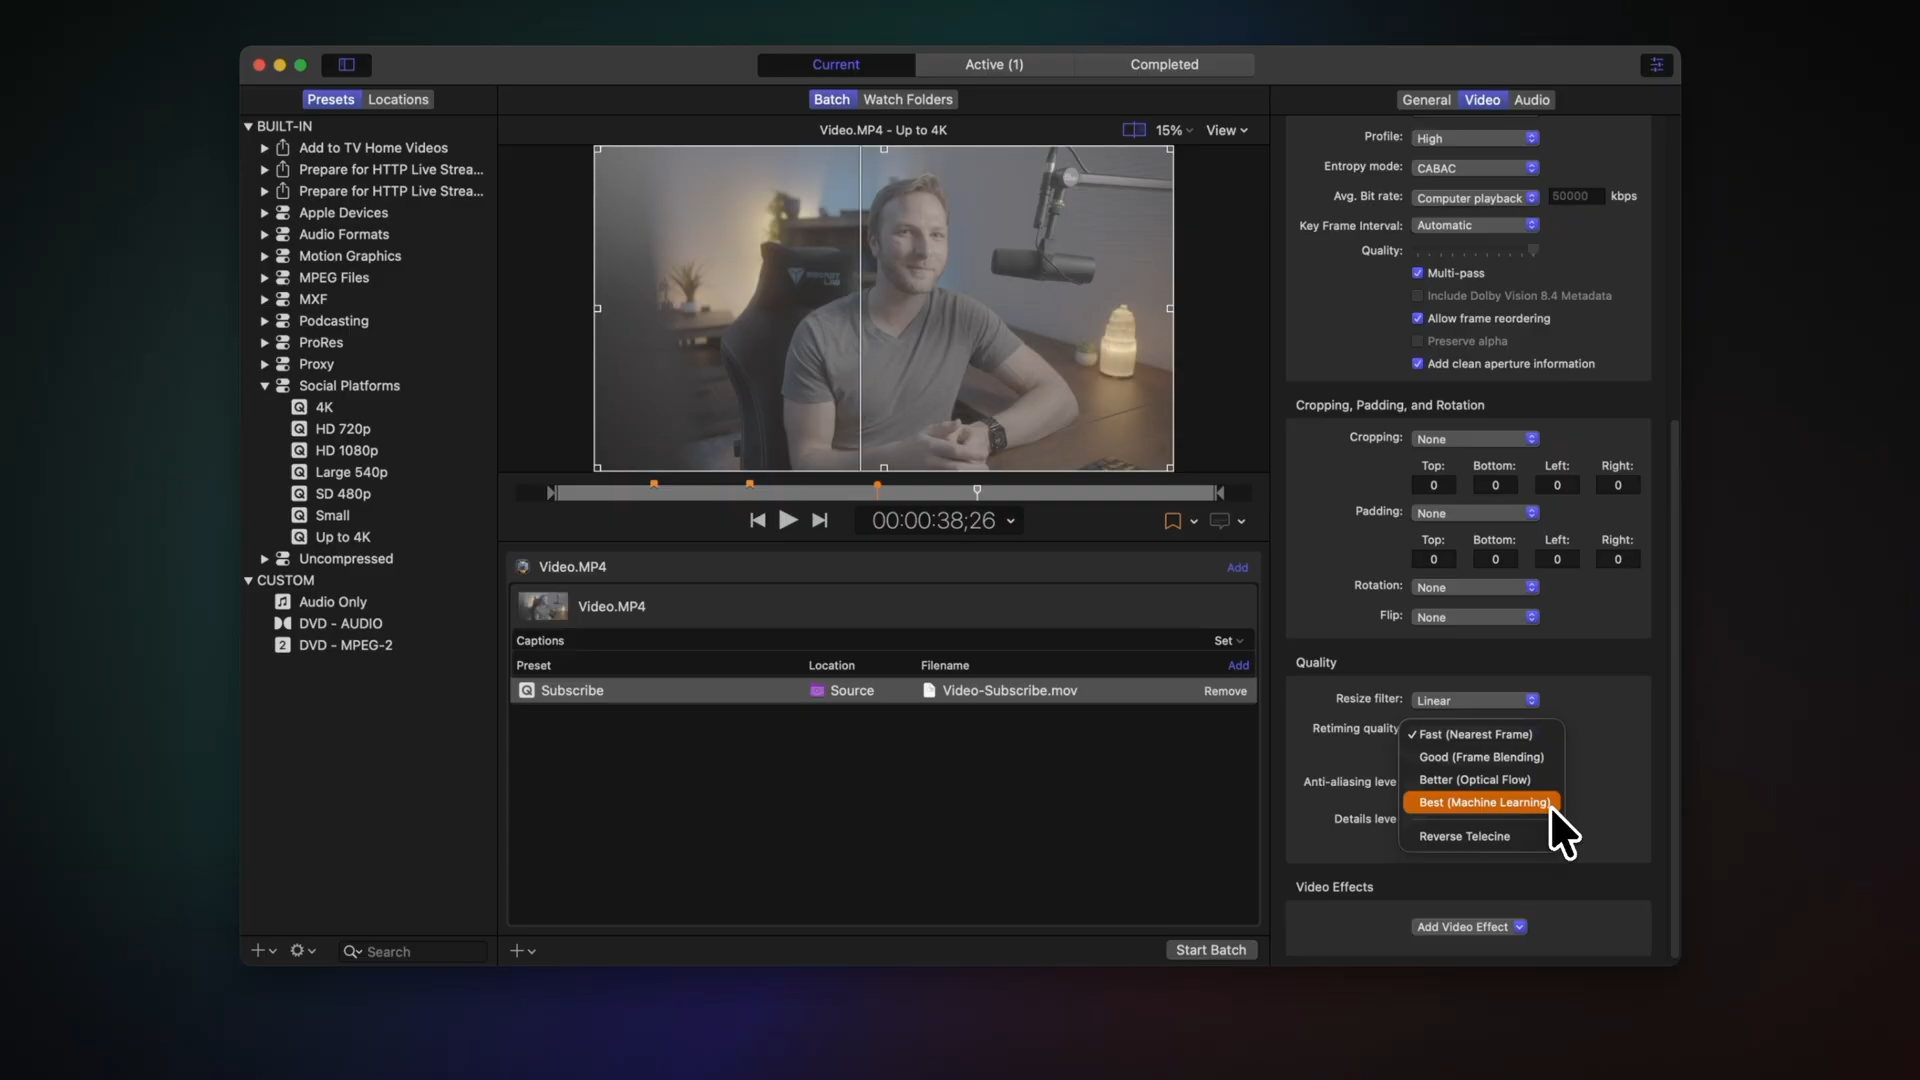 Current
Active (1)
Completed
Presets
Locations
BUILT-IN
Add to TV Home Videos
Prepare for HTTP Live Strea...
Prepare for HTTP Live Strea...
Apple Devices
Audio Formats
Motion Graphics
MPEG Files
MXF
Podcasting
ProRes
Proxy
Social Platforms
4K
HD 720p
HD 1080p
Large 540p
SD 480p
Small
Up to 4K
Uncompressed
CUSTOM
Audio Only
DVD - AUDIO
2 DVD - MPEG-2
Search
Batch
Watch Folders
Video.MP4 - Up to 4K
15%
View
00:00:38;26
Video.MP4
Add
Video.MP4
Captions
Set
Preset Location Filename Add
Subscribe Source Video-Subscribe.mov Remove
Start Batch
General
Video
Audio
Profile: High
Entropy mode: CABAC
Avg. Bit rate: Computer playback 50000 kbps
Key Frame Interval: Automatic
Quality:
Multi-pass
Include Dolby Vision 8.4 Metadata
Allow frame reordering
Preserve alpha
Add clean aperture information
Cropping, Padding, and Rotation
Cropping: None
Top: Bottom: Left: Right:
0 0 0 0
Padding: None
Top: Bottom: Left: Right:
0 0 0 0
Rotation: None
Flip: None
Quality
Resize filter: Linear
Retiming quality
Fast (Nearest Frame)
Good (Frame Blending)
Better (Optical Flow)
Best (Machine Learning)
Reverse Telecine
Anti-aliasing leve
Details leve
Video Effects
Add Video Effect